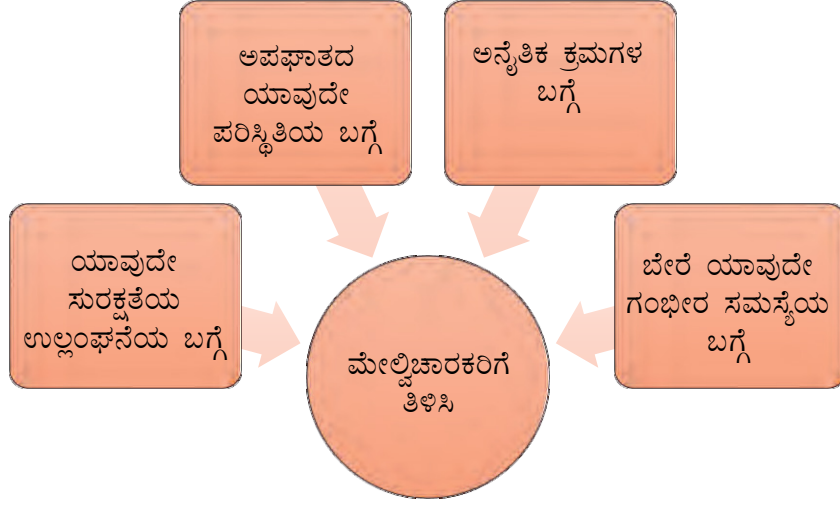 ಅಪಘಾತದ
ಯಾವುದೇ
ಪರಿಸ್ಥಿತಿಯ ಬಗ್ಗೆ
ಅನೈತಿಕ ಕ್ರಮಗಳ
ಬಗ್ಗೆ
ಯಾವುದೇ
ಸುರಕ್ಷತೆಯ
ಉಲ್ಲಂಘನೆಯ ಬಗ್ಗೆ
ಬೇರೆ ಯಾವುದೇ
ಗಂಭೀರ ಸಮಸ್ಯೆಯ
ಬಗ್ಗೆ
ಮೇಲ್ವಿಚಾರಕರಿಗೆ
ತಿಳಿಸಿ